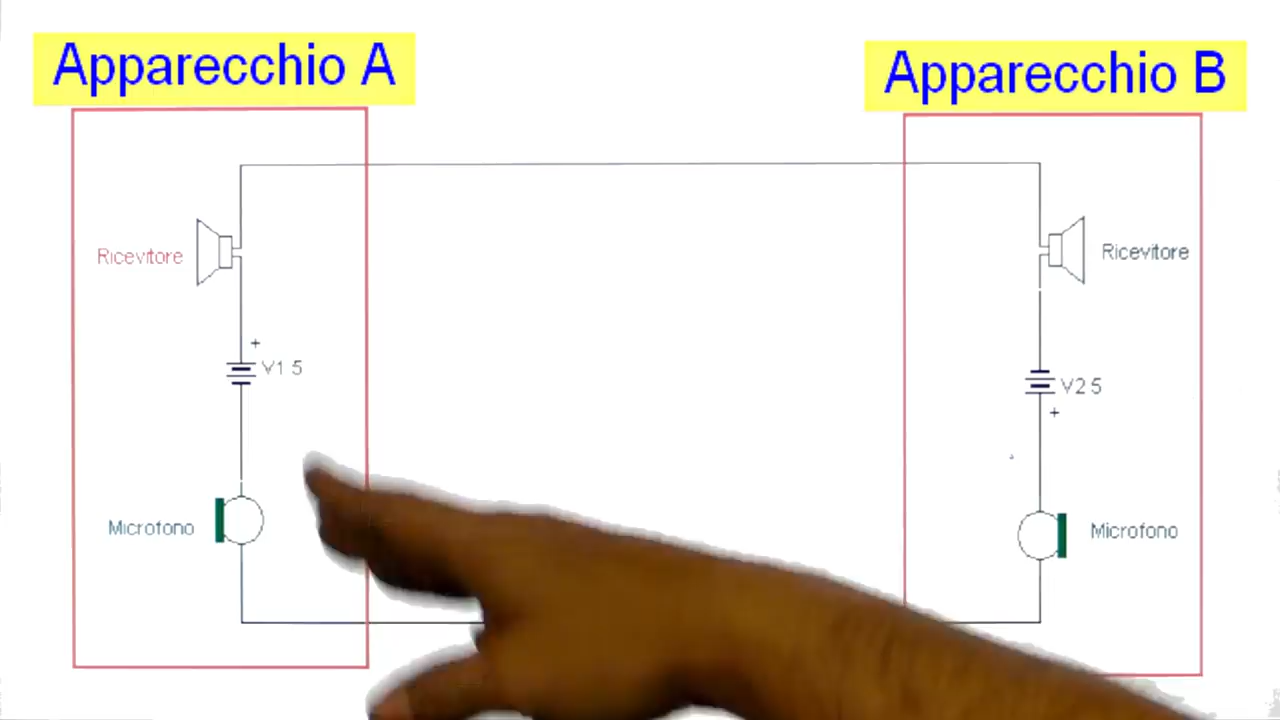 Apparecchio A
Apparecchio B
Ricevitore
Ricevitore
+
V1 5
V2 5
+
Microfono
Microfono